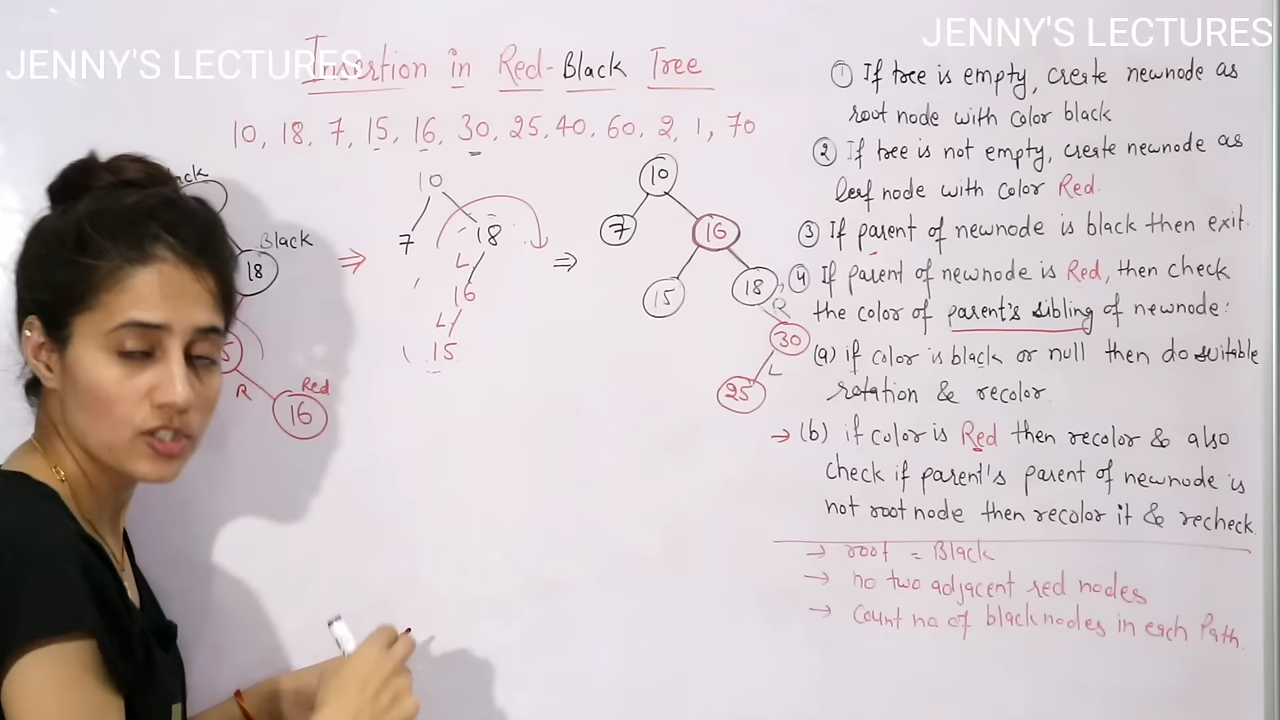 JENNY'S LECTURES
JENNY'S LECTURES
Insertion in Red-Black Tree
10, 18, 7, 15, 16, 30, 25, 40, 60, 2, 1, 70
Black
18
R
Red
16
⇒
10
7
18
L
16
L
15
⇒
10
7
16
15
18
R
30
L
25
① If tree is empty, create newnode as
root node with color black
② If tree is not empty, create newnode as
leaf node with color Red.
③ If parent of newnode is black then exit.
④ If parent of newnode is Red, then check
the color of parent's sibling of newnode:
(a) if color is black or null then do suitable
rotation & recolor
→ (b) if color is Red then recolor & also
check if parent's parent of newnode is
not root node then recolor it & recheck
→ root = Black
→ no two adjacent red nodes
→ Count no of black nodes in each Path.